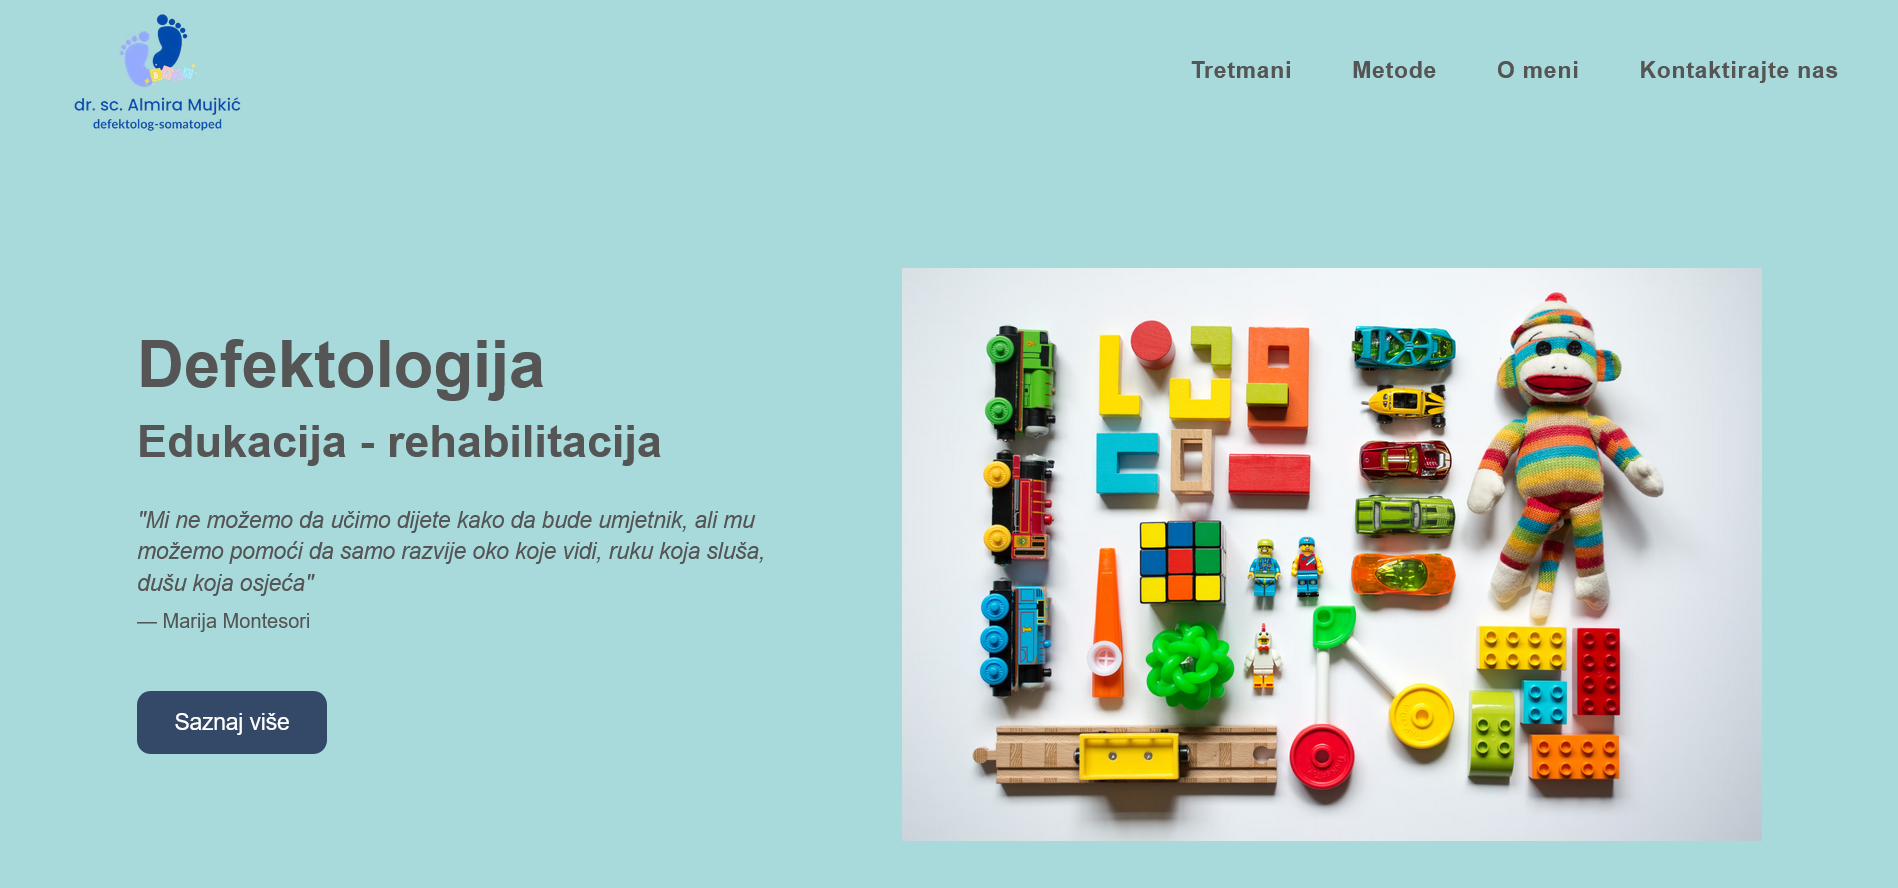 dr. sc. Almira Mujkić
defektolog-somatoped
Tretmani
Metode
O meni
Kontaktirajte nas
Defektologija
Edukacija - rehabilitacija
"Mi ne možemo da učimo dijete kako da bude umjetnik, ali mu
možemo pomoći da samo razvije oko koje vidi, ruku koja sluša,
dušu koja osjeća"
— Marija Montesori
Saznaj više